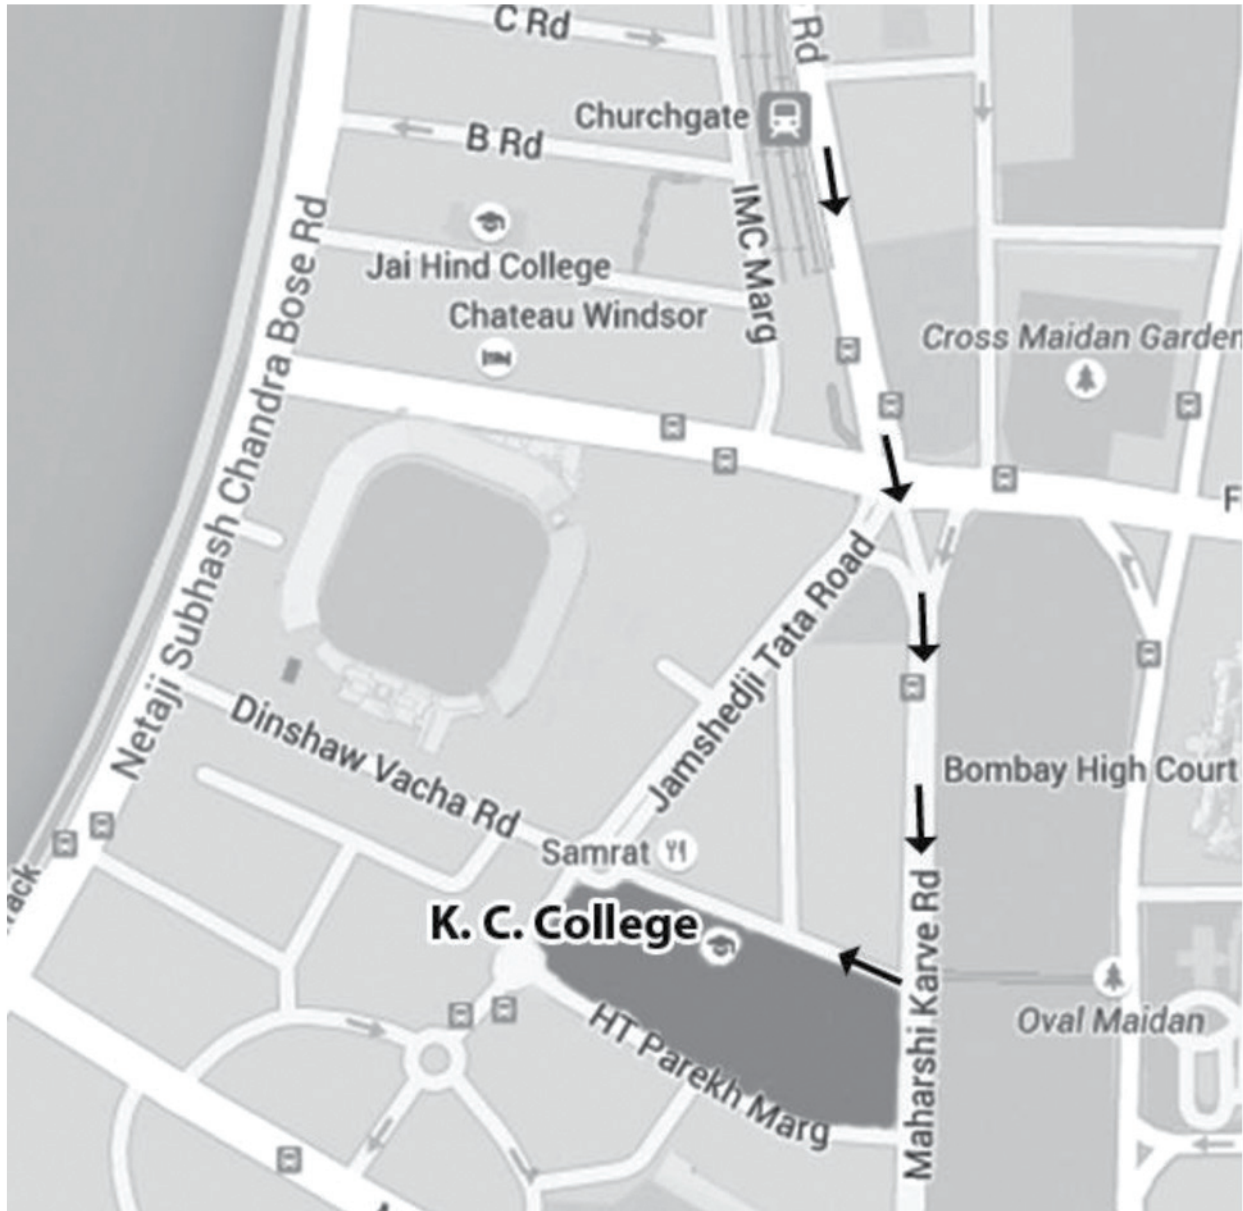 C Rd
Rd
Churchgate
B Rd
IMC Marg
Jai Hind College
Chateau Windsor
Cross Maidan Garden
Netaji Subhash Chandra Bose Rd
F
Jamshedji Tata Road
Dinshaw Vacha Rd
Bombay High Court
Samrat
K. C. College
Maharshi Karve Rd
Oval Maidan
HT Parekh Marg